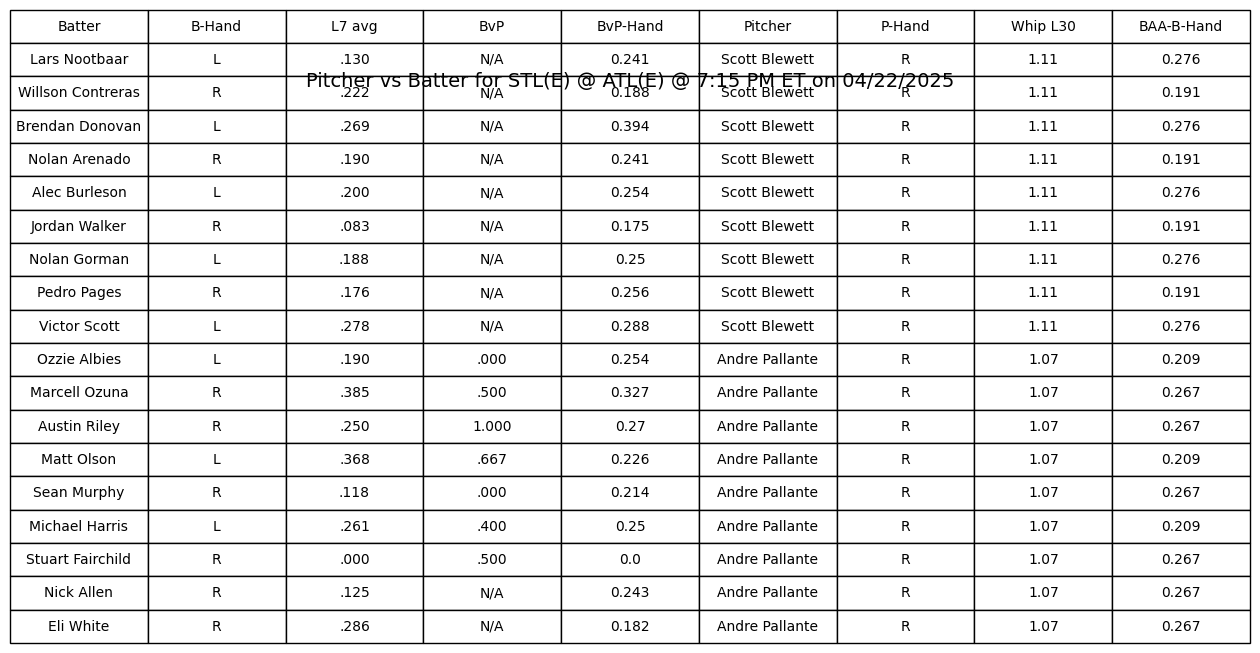 Batter B-Hand L7 avg BvP BvP-Hand Pitcher P-Hand Whip L30 BAA-B-Hand
Lars Nootbaar L .130 N/A 0.241 Scott Blewett R 1.11 0.276
Pitcher vs Batter for STL(E) @ ATL(E) @ 7:15 PM ET on 04/22/2025
Willson Contreras R .222 N/A 0.188 Scott Blewett R 1.11 0.191
Brendan Donovan L .269 N/A 0.394 Scott Blewett R 1.11 0.276
Nolan Arenado R .190 N/A 0.241 Scott Blewett R 1.11 0.191
Alec Burleson L .200 N/A 0.254 Scott Blewett R 1.11 0.276
Jordan Walker R .083 N/A 0.175 Scott Blewett R 1.11 0.191
Nolan Gorman L .188 N/A 0.25 Scott Blewett R 1.11 0.276
Pedro Pages R .176 N/A 0.256 Scott Blewett R 1.11 0.191
Victor Scott L .278 N/A 0.288 Scott Blewett R 1.11 0.276
Ozzie Albies L .190 .000 0.254 Andre Pallante R 1.07 0.209
Marcell Ozuna R .385 .500 0.327 Andre Pallante R 1.07 0.267
Austin Riley R .250 1.000 0.27 Andre Pallante R 1.07 0.267
Matt Olson L .368 .667 0.226 Andre Pallante R 1.07 0.209
Sean Murphy R .118 .000 0.214 Andre Pallante R 1.07 0.267
Michael Harris L .261 .400 0.25 Andre Pallante R 1.07 0.209
Stuart Fairchild R .000 .500 0.0 Andre Pallante R 1.07 0.267
Nick Allen R .125 N/A 0.243 Andre Pallante R 1.07 0.267
Eli White R .286 N/A 0.182 Andre Pallante R 1.07 0.267